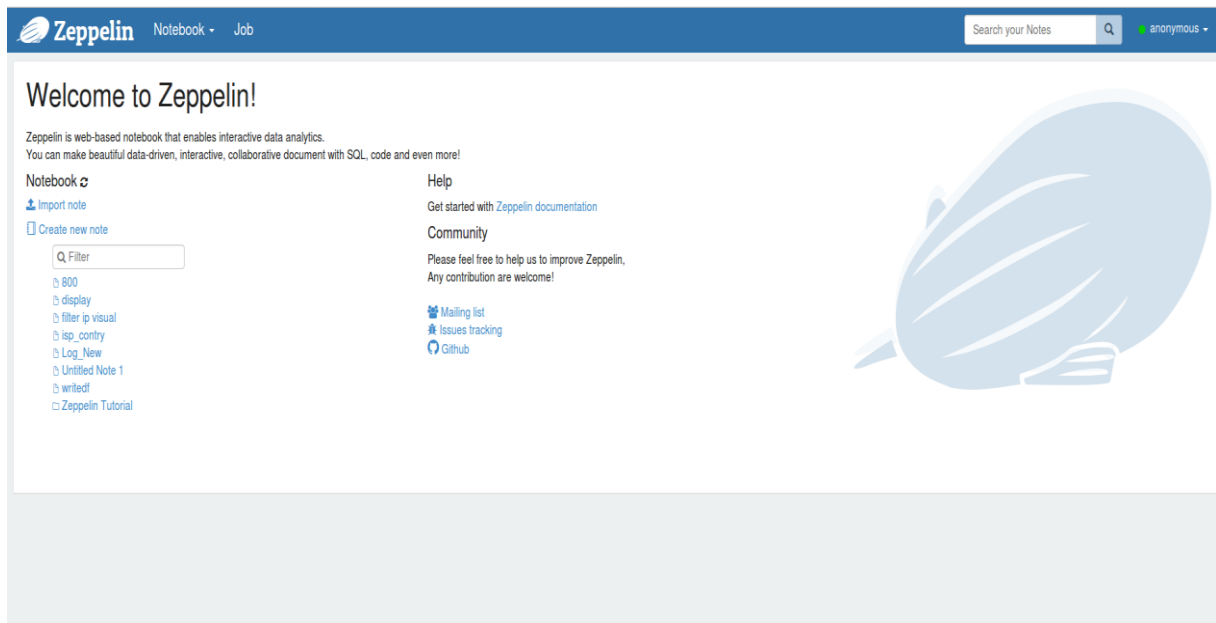 Zeppelin Notebook Job Search your Notes anonymous
Welcome to Zeppelin!
Zeppelin is web-based notebook that enables interactive data analytics.
You can make beautiful data-driven, interactive, collaborative document with SQL, code and even more!
Notebook
Import note
Create new note
Filter
800
display
filter ip visual
isp_contry
Log_New
Untitled Note 1
writedf
Zeppelin Tutorial
Help
Get started with Zeppelin documentation
Community
Please feel free to help us to improve Zeppelin,
Any contribution are welcome!
Mailing list
Issues tracking
Github